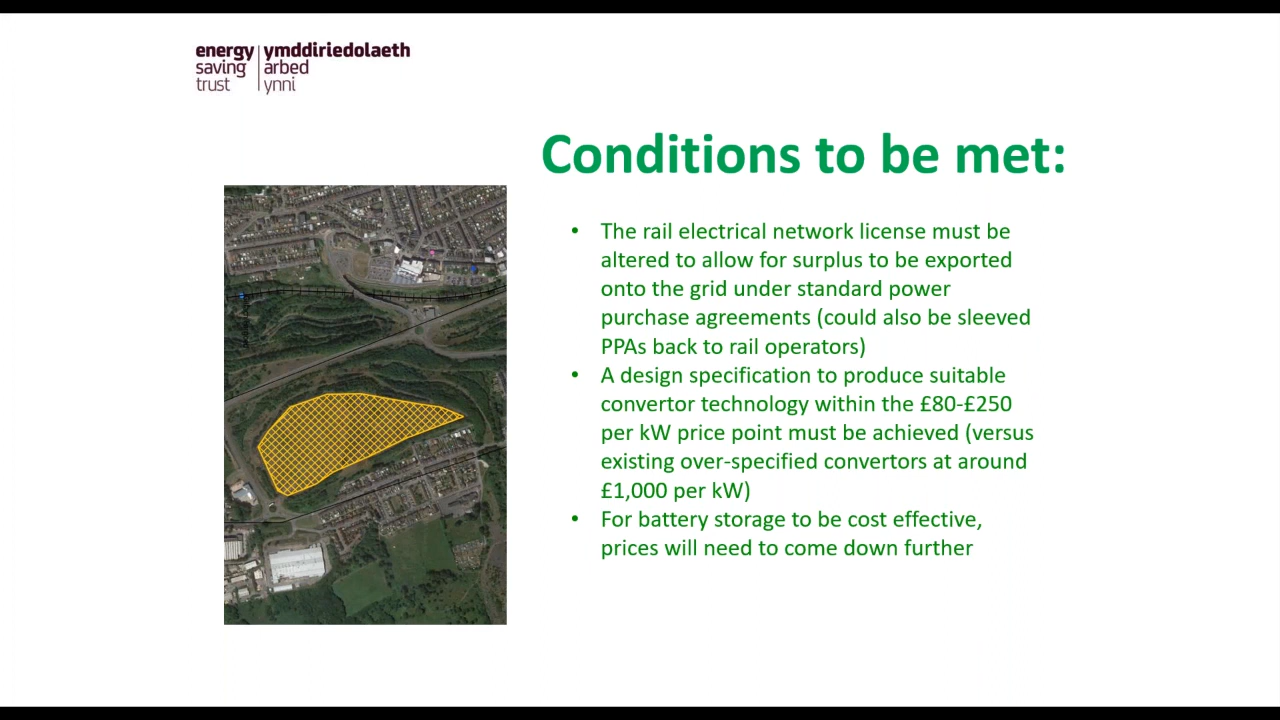 energy
saving
trust
ymddiriedolaeth
arbed
ynni
Conditions to be met:
• The rail electrical network license must be
altered to allow for surplus to be exported
onto the grid under standard power
purchase agreements (could also be sleeved
PPAs back to rail operators)
• A design specification to produce suitable
convertor technology within the £80-£250
per kW price point must be achieved (versus
existing over-specified convertors at around
£1,000 per kW)
• For battery storage to be cost effective,
prices will need to come down further